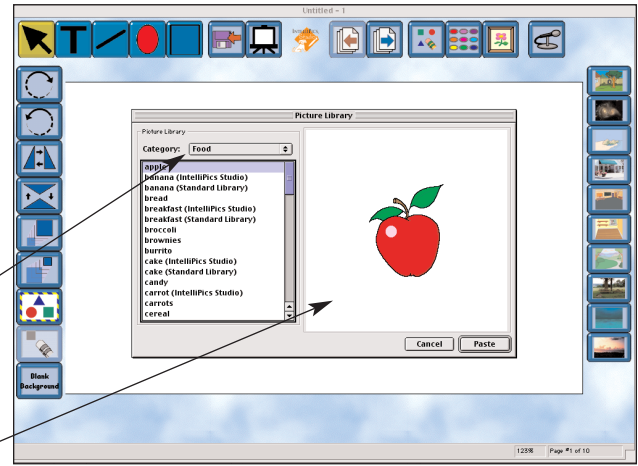 Untitled - 1
T
Picture Library
Picture Library
Category: Food
apple
banana (IntelliPics Studio)
banana (Standard Library)
bread
breakfast (IntelliPics Studio)
breakfast (Standard Library)
broccoli
brownies
burrito
cake (IntelliPics Studio)
cake (Standard Library)
candy
carrot (IntelliPics Studio)
carrots
cereal
Cancel
Paste
Blank
Background
123%
Page #1 of 10